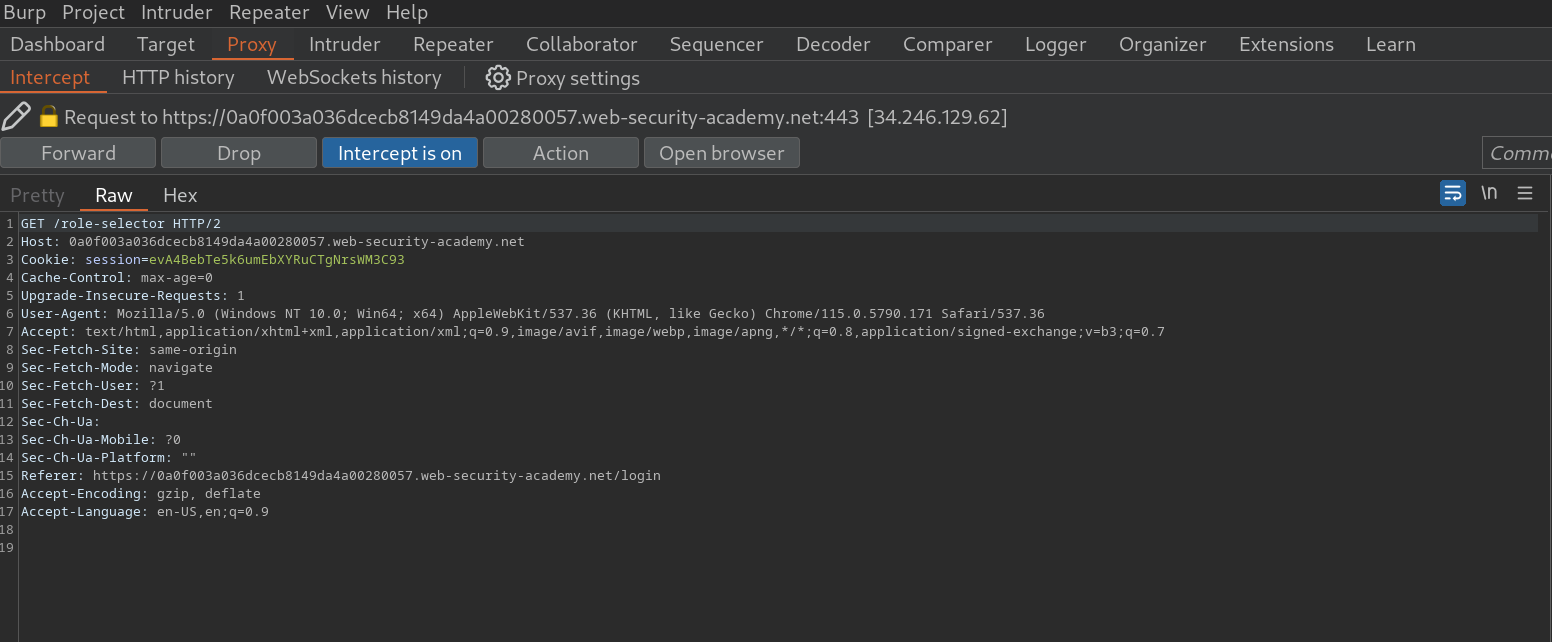 Burp Project Intruder Repeater View Help
Dashboard Target Proxy Intruder Repeater Collaborator Sequencer Decoder Comparer Logger Organizer Extensions Learn
Intercept HTTP history WebSockets history Proxy settings
Request to https://0a0f003a036dcecb8149da4a00280057.web-security-academy.net:443 [34.246.129.62]
Forward Drop Intercept is on Action Open browser Comme
Pretty Raw Hex \n
1 GET /role-selector HTTP/2
2 Host: 0a0f003a036dcecb8149da4a00280057.web-security-academy.net
3 Cookie: session=evA4BebTe5k6umEbXYRuCTgNrsWM3C93
4 Cache-Control: max-age=0
5 Upgrade-Insecure-Requests: 1
6 User-Agent: Mozilla/5.0 (Windows NT 10.0; Win64; x64) AppleWebKit/537.36 (KHTML, like Gecko) Chrome/115.0.5790.171 Safari/537.36
7 Accept: text/html,application/xhtml+xml,application/xml;q=0.9,image/avif,image/webp,image/apng,*/*;q=0.8,application/signed-exchange;v=b3;q=0.7
8 Sec-Fetch-Site: same-origin
9 Sec-Fetch-Mode: navigate
10 Sec-Fetch-User: ?1
11 Sec-Fetch-Dest: document
12 Sec-Ch-Ua:
13 Sec-Ch-Ua-Mobile: ?0
14 Sec-Ch-Ua-Platform: ""
15 Referer: https://0a0f003a036dcecb8149da4a00280057.web-security-academy.net/login
16 Accept-Encoding: gzip, deflate
17 Accept-Language: en-US,en;q=0.9
18
19